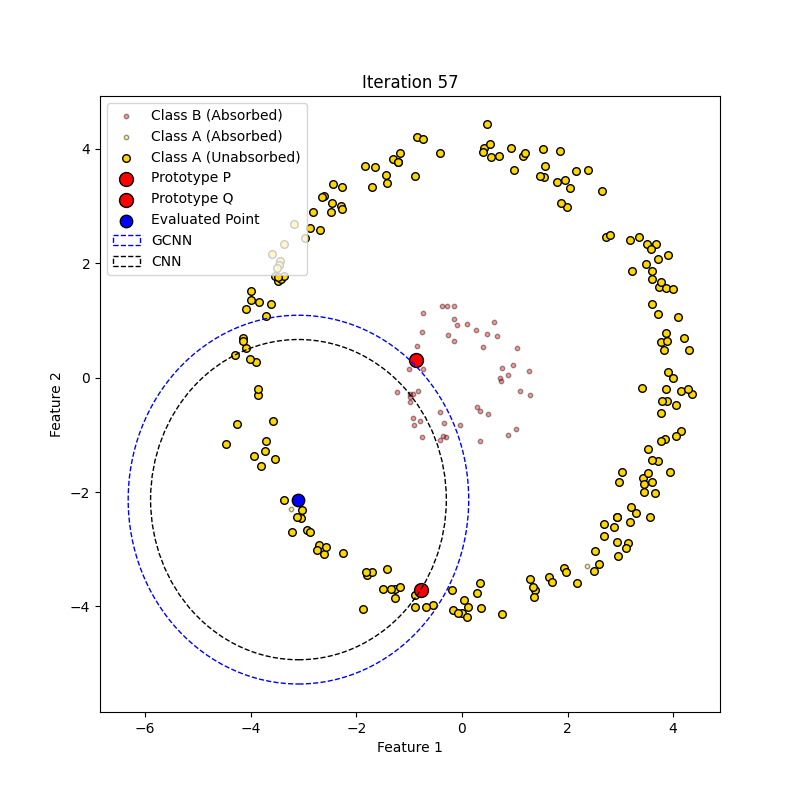 Iteration 57
Class B (Absorbed)
Class A (Absorbed)
Class A (Unabsorbed)
Prototype P
Prototype Q
Evaluated Point
GCNN
CNN
4
2
0
−2
−4
Feature 2
−6
−4
−2
0
2
4
Feature 1